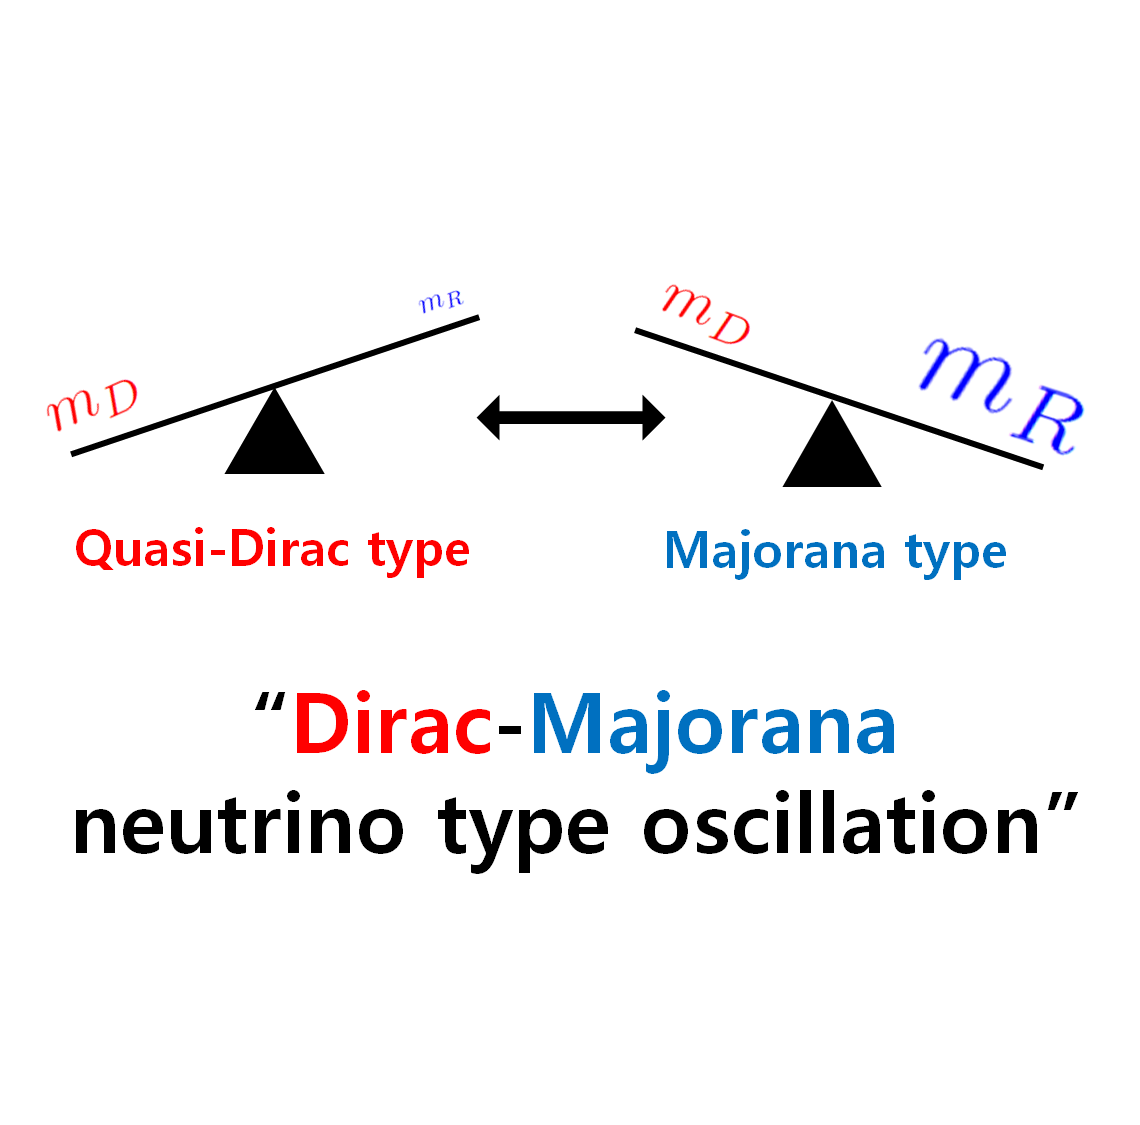 m_R
m_D
m_D
m_R
Quasi-Dirac type
Majorana type
“Dirac-Majorana
neutrino type oscillation”